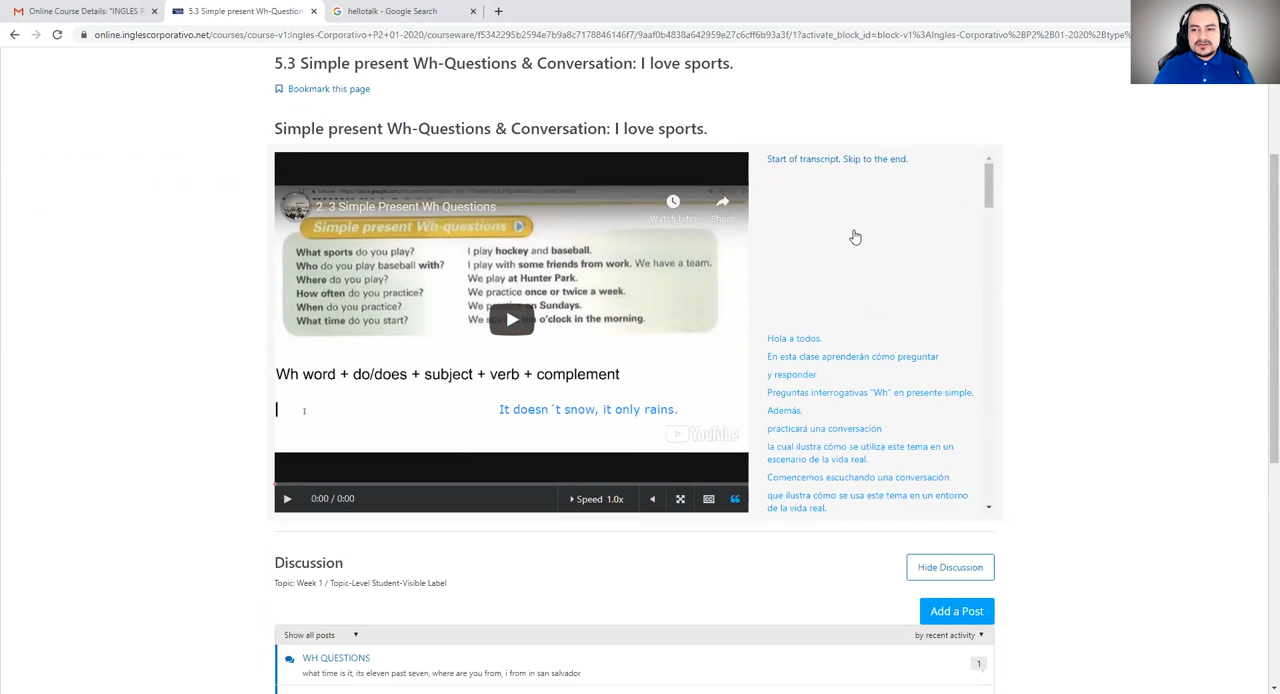 Online Course Details: "INGLES P
5.3 Simple present Wh-Question
hellotalk - Google Search
online.inglescorporativo.net/courses/course-v1:Ingles-Corporativo P2+01-2020/courseware/f5342295b2594e7b9a8c7178846146f7/9aaf0b4838a642959e27c6cff6b93a3f/1?activate_block_id=block-v1%3AIngles-Corporativo%2BP2%2B01-2020%2Btype%
5.3 Simple present Wh-Questions & Conversation: I love sports.
Bookmark this page
Simple present Wh-Questions & Conversation: I love sports.
2. 3 Simple Present Wh Questions
Watch later
Share
Simple present Wh-questions
What sports do you play? I play hockey and baseball.
Who do you play baseball with? I play with some friends from work. We have a team.
Where do you play? We play at Hunter Park.
How often do you practice? We practice once or twice a week.
When do you practice? We practice on Sundays.
What time do you start? We o'clock in the morning.
Wh word + do/does + subject + verb + complement
It doesn´t snow, it only rains.
YouTube
0:00 / 0:00
Speed 1.0x
Start of transcript. Skip to the end.
Hola a todos.
En esta clase aprenderán cómo preguntar
y responder
Preguntas interrogativas "Wh" en presente simple.
Además.
practicará una conversación
la cual ilustra cómo se utiliza este tema en un
escenario de la vida real.
Comencemos escuchando una conversación
que ilustra cómo se usa este tema en un entorno
de la vida real.
Discussion
Hide Discussion
Topic: Week 1 / Topic-Level Student-Visible Label
Add a Post
Show all posts
by recent activity
WH QUESTIONS
1
what time is it, its eleven past seven, where are you from, i from in san salvador